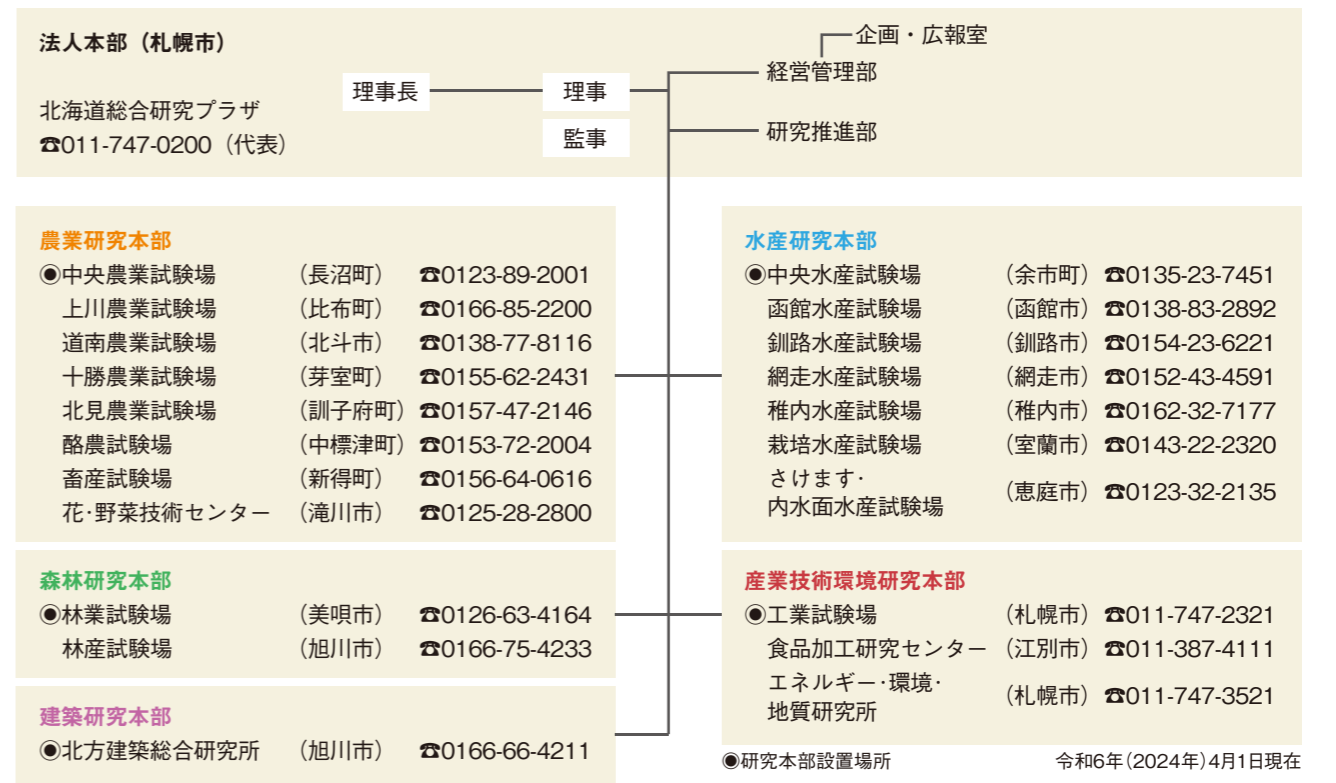 法人本部（札幌市）
北海道総合研究プラザ
☎011-747-0200（代表）
理事長
理事
監事
企画・広報室
経営管理部
研究推進部
農業研究本部
◉中央農業試験場 （長沼町） ☎0123-89-2001
上川農業試験場 （比布町） ☎0166-85-2200
道南農業試験場 （北斗市） ☎0138-77-8116
十勝農業試験場 （芽室町） ☎0155-62-2431
北見農業試験場 （訓子府町） ☎0157-47-2146
酪農試験場 （中標津町） ☎0153-72-2004
畜産試験場 （新得町） ☎0156-64-0616
花･野菜技術センター （滝川市） ☎0125-28-2800
水産研究本部
◉中央水産試験場 （余市町） ☎0135-23-7451
函館水産試験場 （函館市） ☎0138-83-2892
釧路水産試験場 （釧路市） ☎0154-23-6221
網走水産試験場 （網走市） ☎0152-43-4591
稚内水産試験場 （稚内市） ☎0162-32-7177
栽培水産試験場 （室蘭市） ☎0143-22-2320
さけます･
内水面水産試験場 （恵庭市） ☎0123-32-2135
森林研究本部
◉林業試験場 （美唄市） ☎0126-63-4164
林産試験場 （旭川市） ☎0166-75-4233
産業技術環境研究本部
◉工業試験場 （札幌市） ☎011-747-2321
食品加工研究センター （江別市） ☎011-387-4111
エネルギー･環境･
地質研究所 （札幌市） ☎011-747-3521
建築研究本部
◉北方建築総合研究所 （旭川市） ☎0166-66-4211
◉研究本部設置場所 令和6年(2024年)4月1日現在